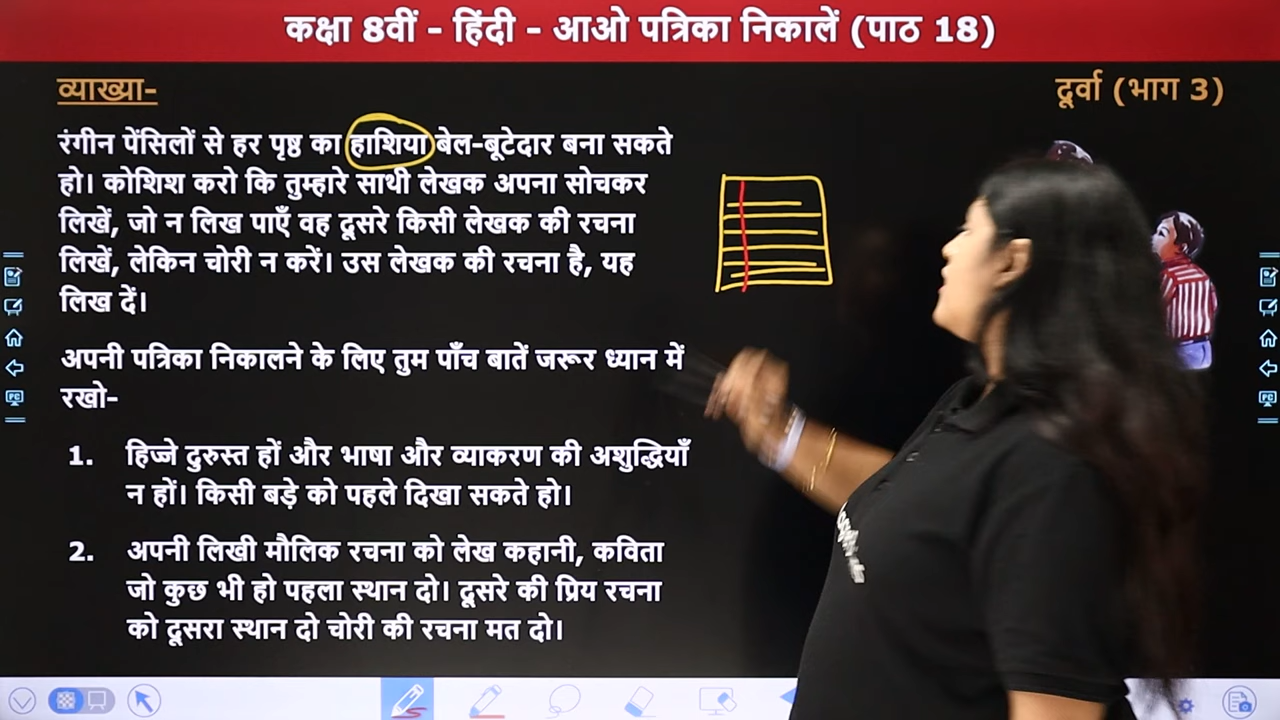 कक्षा 8वीं - हिंदी - आओ पत्रिका निकालें (पाठ 18)
व्याख्या-
दूर्वा (भाग 3)
रंगीन पेंसिलों से हर पृष्ठ का हाशिया बेल-बूटेदार बना सकते
हो। कोशिश करो कि तुम्हारे साथी लेखक अपना सोचकर
लिखें, जो न लिख पाएँ वह दूसरे किसी लेखक की रचना
लिखें, लेकिन चोरी न करें। उस लेखक की रचना है, यह
लिख दें।
अपनी पत्रिका निकालने के लिए तुम पाँच बातें जरूर ध्यान में
रखो-
1. हिज्जे दुरुस्त हों और भाषा और व्याकरण की अशुद्धियाँ
न हों। किसी बड़े को पहले दिखा सकते हो।
2. अपनी लिखी मौलिक रचना को लेख कहानी, कविता
जो कुछ भी हो पहला स्थान दो। दूसरे की प्रिय रचना
को दूसरा स्थान दो चोरी की रचना मत दो।